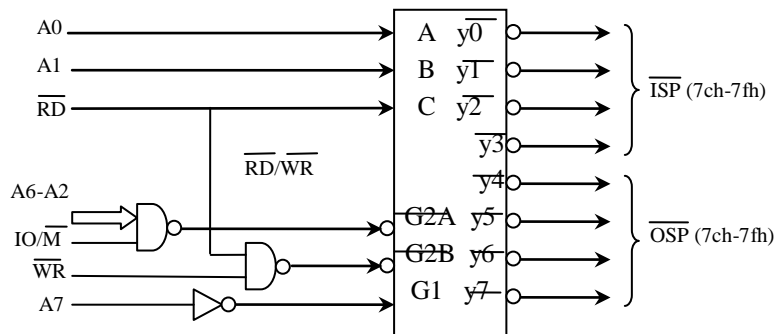 A0 A y0
A1 B y1
RD C y2 ISP (7ch-7fh)
y3
RD/WR
y4
A6-A2
G2A y5
IO/M OSP (7ch-7fh)
G2B y6
WR
A7 G1 y7